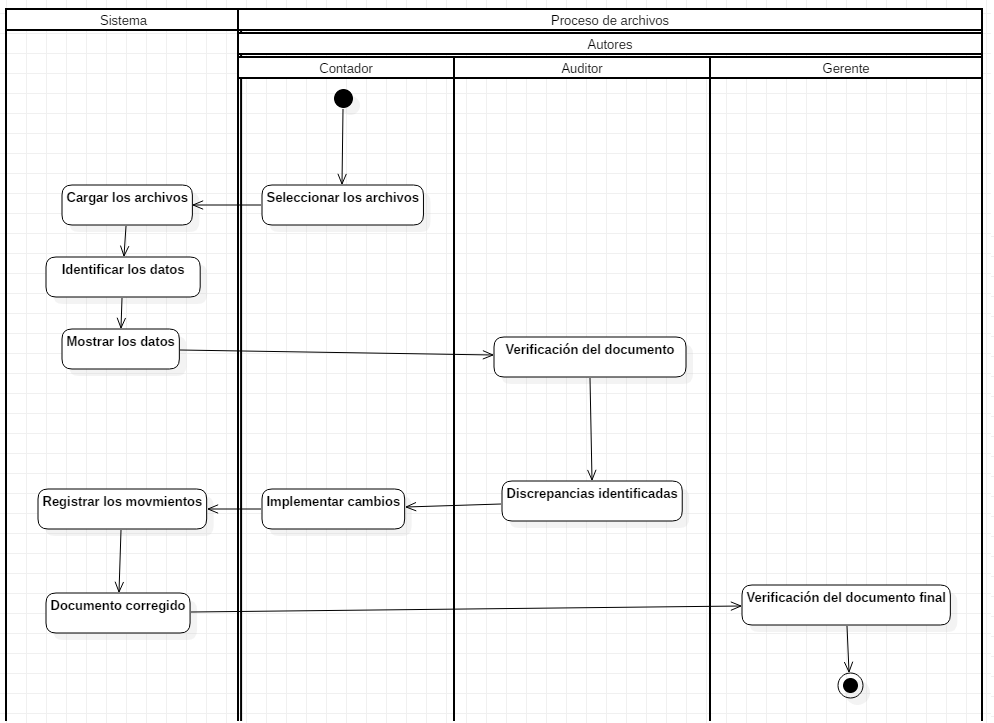 Sistema
Proceso de archivos
Autores
Contador
Auditor
Gerente
Cargar los archivos
Seleccionar los archivos
Identificar los datos
Mostrar los datos
Verificación del documento
Registrar los movmientos
Implementar cambios
Discrepancias identificadas
Documento corregido
Verificación del documento final